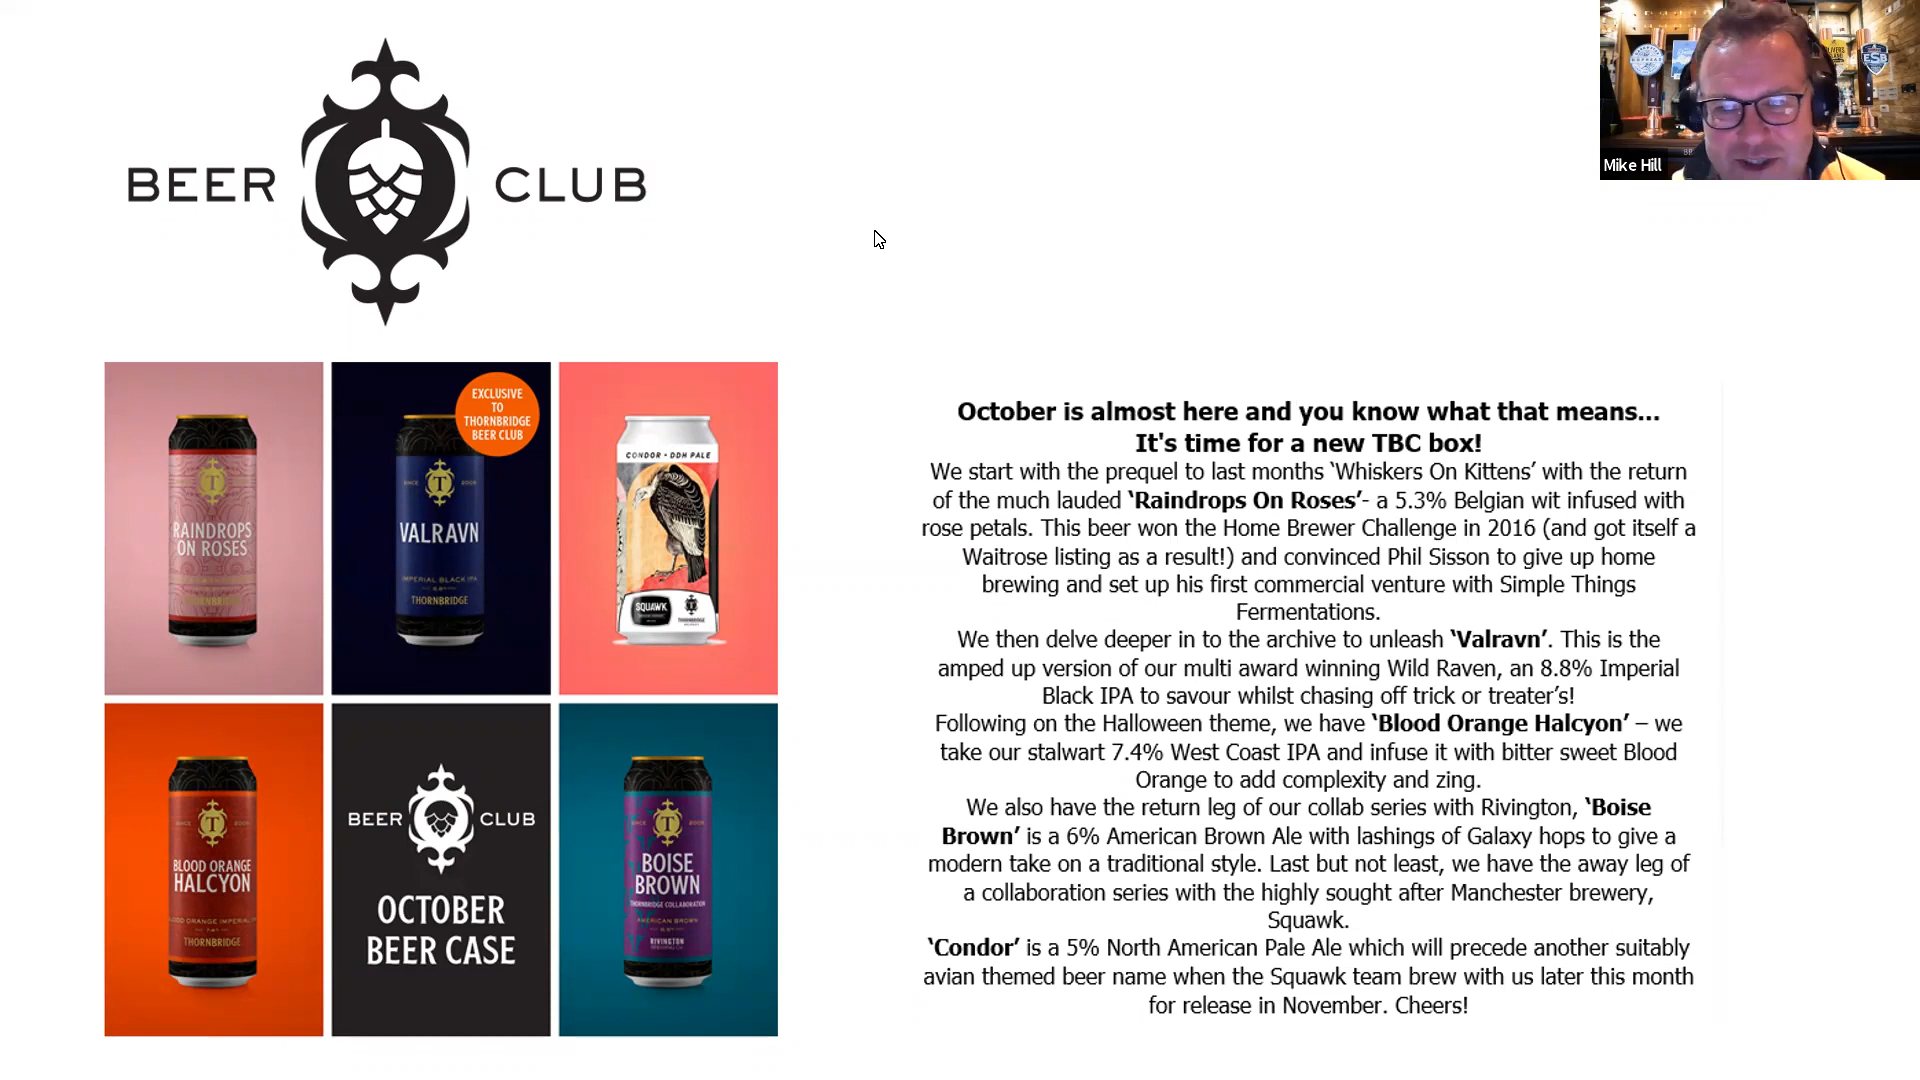 BEER CLUB
Mike Hill
EXCLUSIVE
TO
THORNBRIDGE
BEER CLUB
RAINDROPS
ON ROSES
THORNBRIDGE
SINCE 2005
VALRAVN
IMPERIAL BLACK IPA
THORNBRIDGE
CONDOR • DDH PALE
SQUAWK
THORNBRIDGE
BLOOD ORANGE
HALCYON
THORNBRIDGE
BEER CLUB
OCTOBER
BEER CASE
BOISE
BROWN
THORNBRIDGE COLLABORATION
AMERICAN BROWN
RIVINGTON
October is almost here and you know what that means...
It's time for a new TBC box!
We start with the prequel to last months ‘Whiskers On Kittens’ with the return
of the much lauded ‘Raindrops On Roses’- a 5.3% Belgian wit infused with
rose petals. This beer won the Home Brewer Challenge in 2016 (and got itself a
Waitrose listing as a result!) and convinced Phil Sisson to give up home
brewing and set up his first commercial venture with Simple Things
Fermentations.
We then delve deeper in to the archive to unleash ‘Valravn’. This is the
amped up version of our multi award winning Wild Raven, an 8.8% Imperial
Black IPA to savour whilst chasing off trick or treater’s!
Following on the Halloween theme, we have ‘Blood Orange Halcyon’ – we
take our stalwart 7.4% West Coast IPA and infuse it with bitter sweet Blood
Orange to add complexity and zing.
We also have the return leg of our collab series with Rivington, ‘Boise
Brown’ is a 6% American Brown Ale with lashings of Galaxy hops to give a
modern take on a traditional style. Last but not least, we have the away leg of
a collaboration series with the highly sought after Manchester brewery,
Squawk.
‘Condor’ is a 5% North American Pale Ale which will precede another suitably
avian themed beer name when the Squawk team brew with us later this month
for release in November. Cheers!
ESB